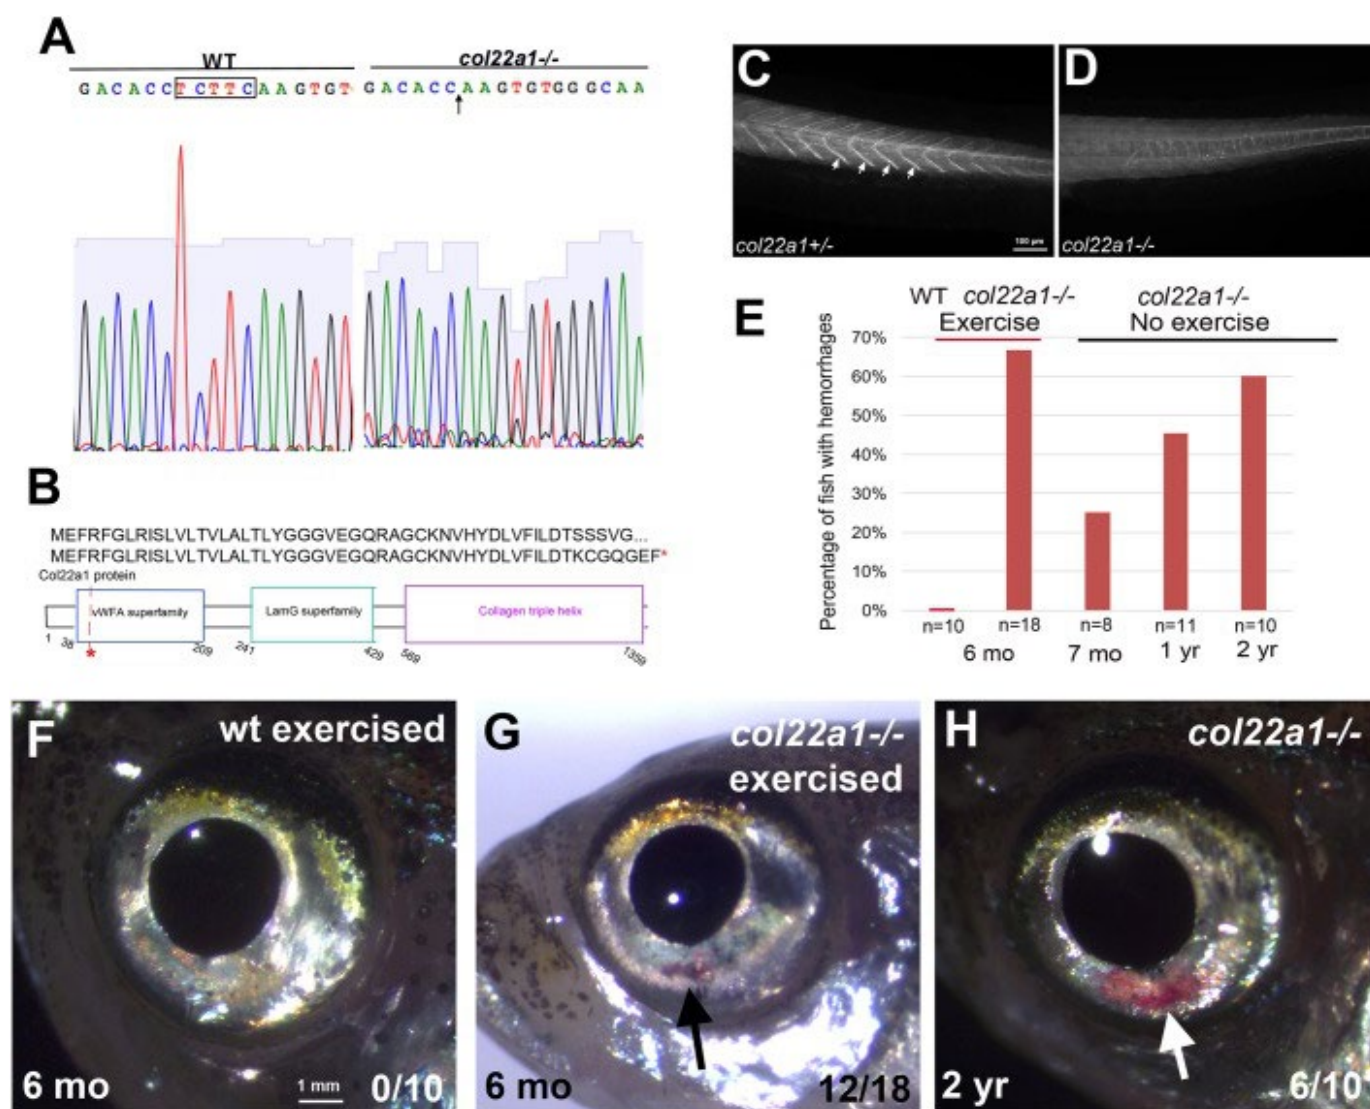 A
WT
col22a1-/-
GACACCTCTTCAAGTGT
GACACCAAGTGTGGGCAA
B
MEFRFGLRISLVLTVLALTLYGGGVEGQRAGCKNVHYDLVFILDTSSSVG...
MEFRFGLRISLVLTVLALTLYGGGVEGQRAGCKNVHYDLVFILDTKCGQGEF*
Col22a1 protein
vWFA superfamily
LamG superfamily
Collagen triple helix
1
38
*
209
241
429
569
1359
C
col22a1+/-
100 µm
D
col22a1-/-
E
WT col22a1-/-
Exercise
col22a1-/-
No exercise
Percentage of fish with hemorrhages
70%
60%
50%
40%
30%
20%
10%
0%
n=10 n=18 n=8 n=11 n=10
6 mo 7 mo 1 yr 2 yr
F
wt exercised
6 mo
1 mm
0/10
G
col22a1-/-
exercised
6 mo
12/18
H
col22a1-/-
2 yr
6/10